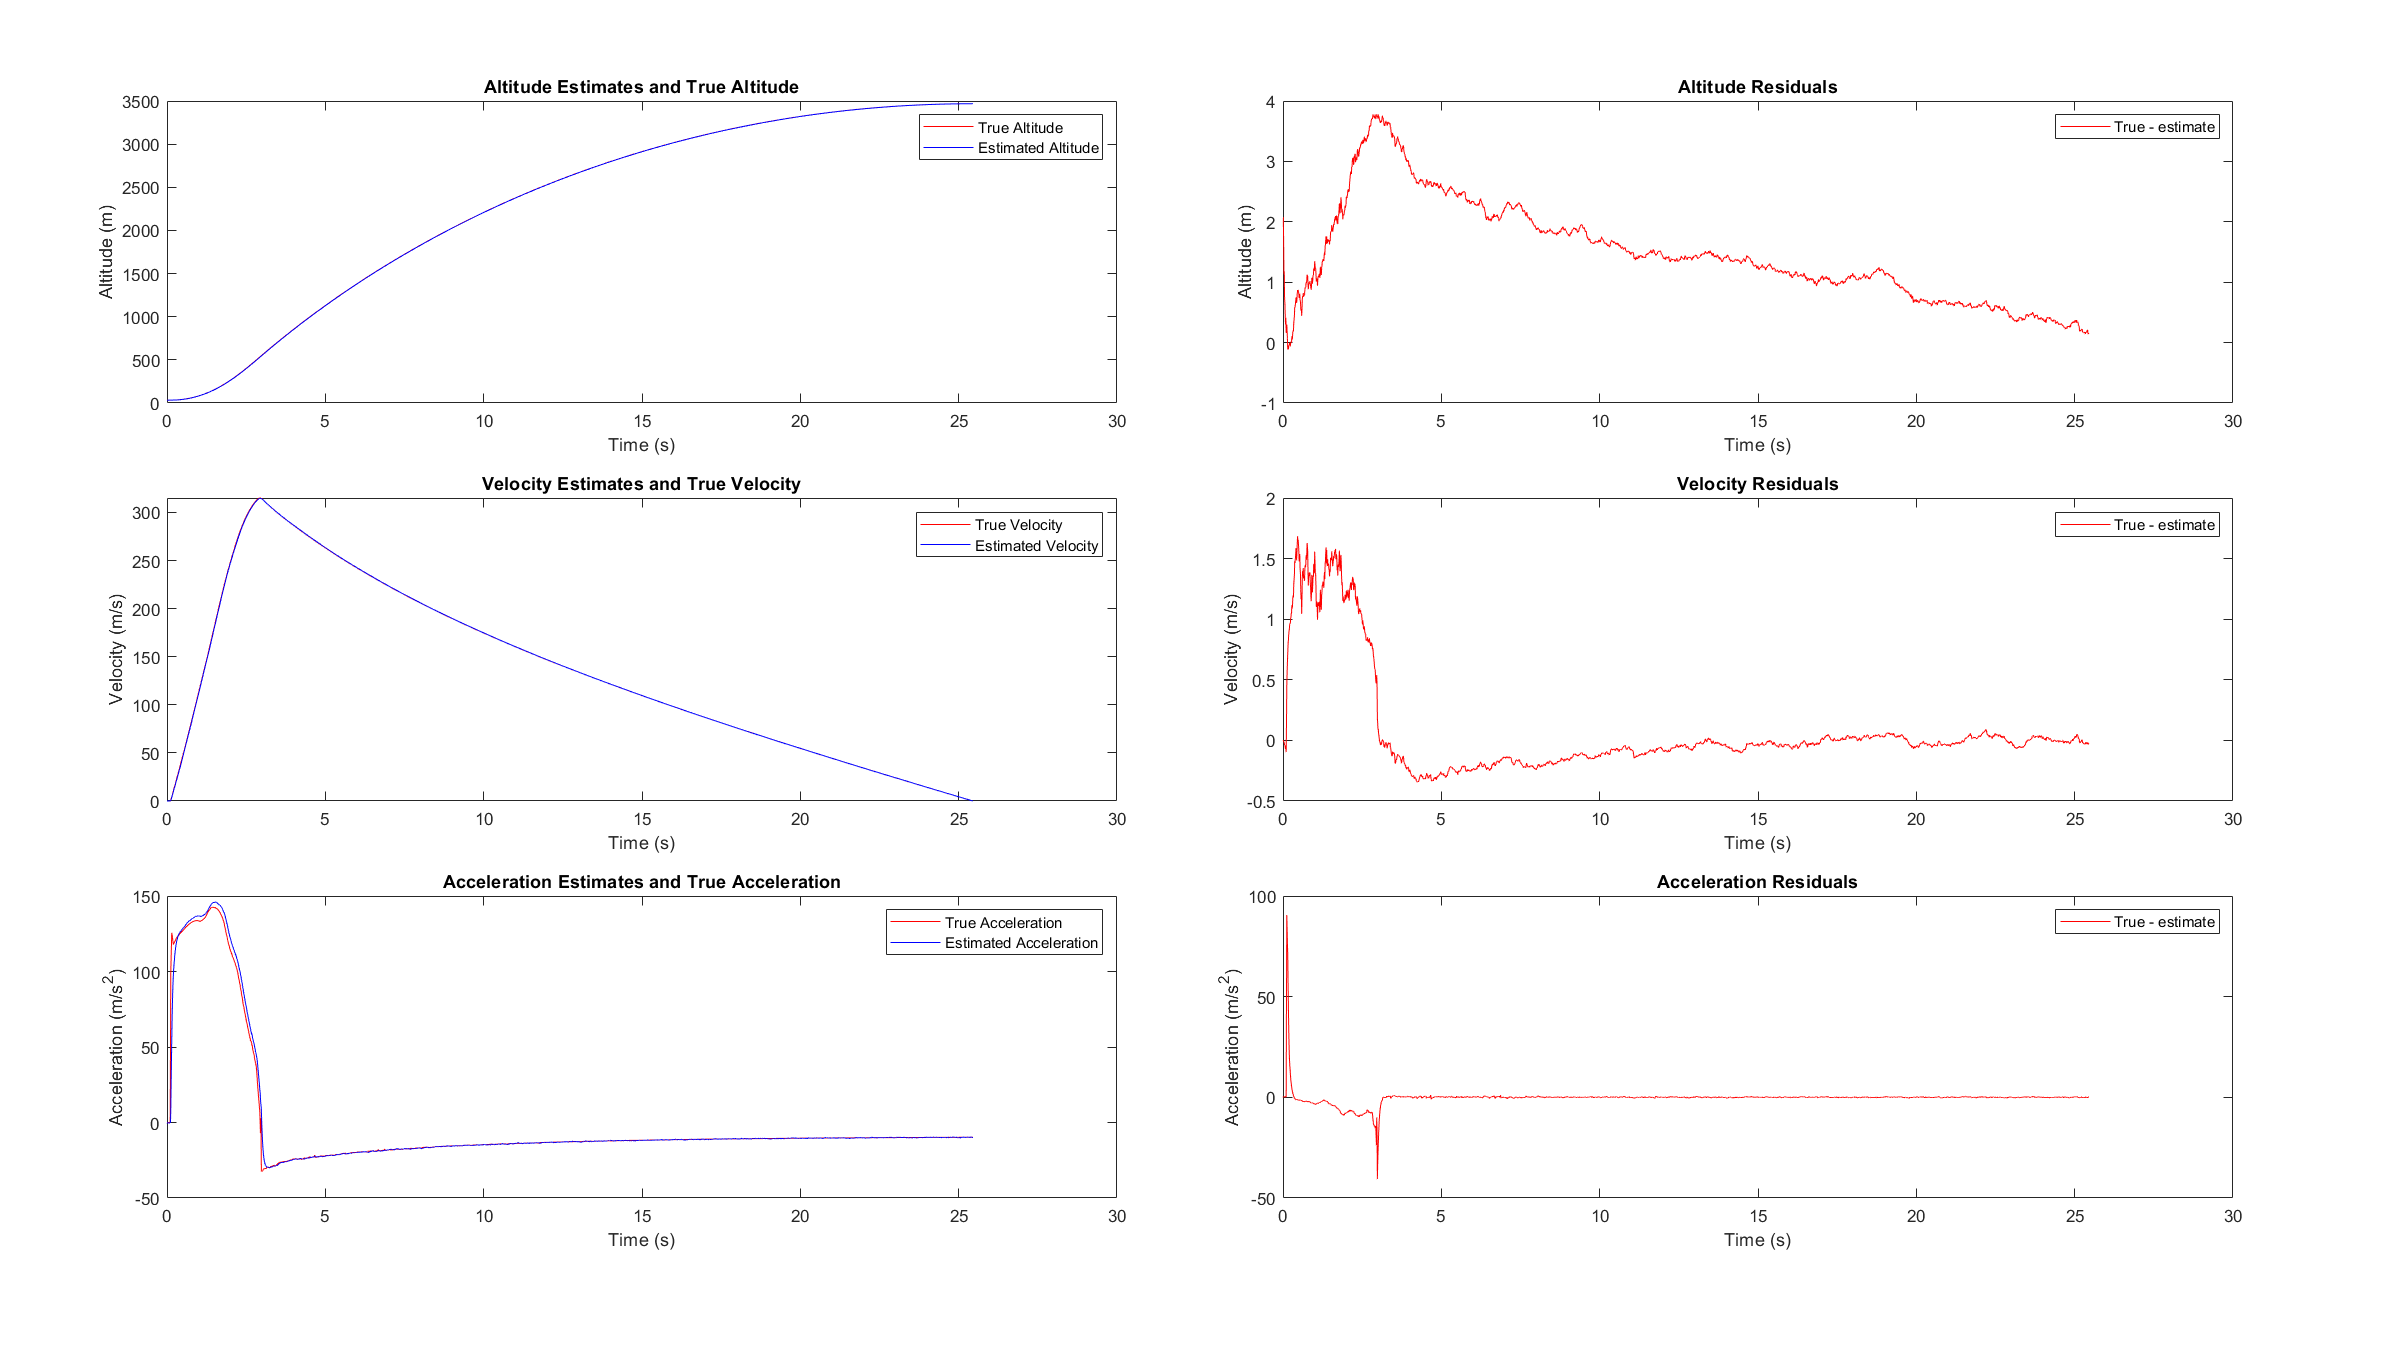 Altitude Estimates and True Altitude
3500
3000
2500
2000
1500
1000
500
0
Altitude (m)
0 5 10 15 20 25 30
Time (s)
True Altitude
Estimated Altitude
Altitude Residuals
4
3
2
1
0
-1
Altitude (m)
0 5 10 15 20 25 30
Time (s)
True - estimate
Velocity Estimates and True Velocity
300
250
200
150
100
50
0
Velocity (m/s)
0 5 10 15 20 25 30
Time (s)
True Velocity
Estimated Velocity
Velocity Residuals
2
1.5
1
0.5
0
-0.5
Velocity (m/s)
0 5 10 15 20 25 30
Time (s)
True - estimate
Acceleration Estimates and True Acceleration
150
100
50
0
-50
Acceleration (m/s²)
0 5 10 15 20 25 30
Time (s)
True Acceleration
Estimated Acceleration
Acceleration Residuals
100
50
0
-50
Acceleration (m/s²)
0 5 10 15 20 25 30
Time (s)
True - estimate